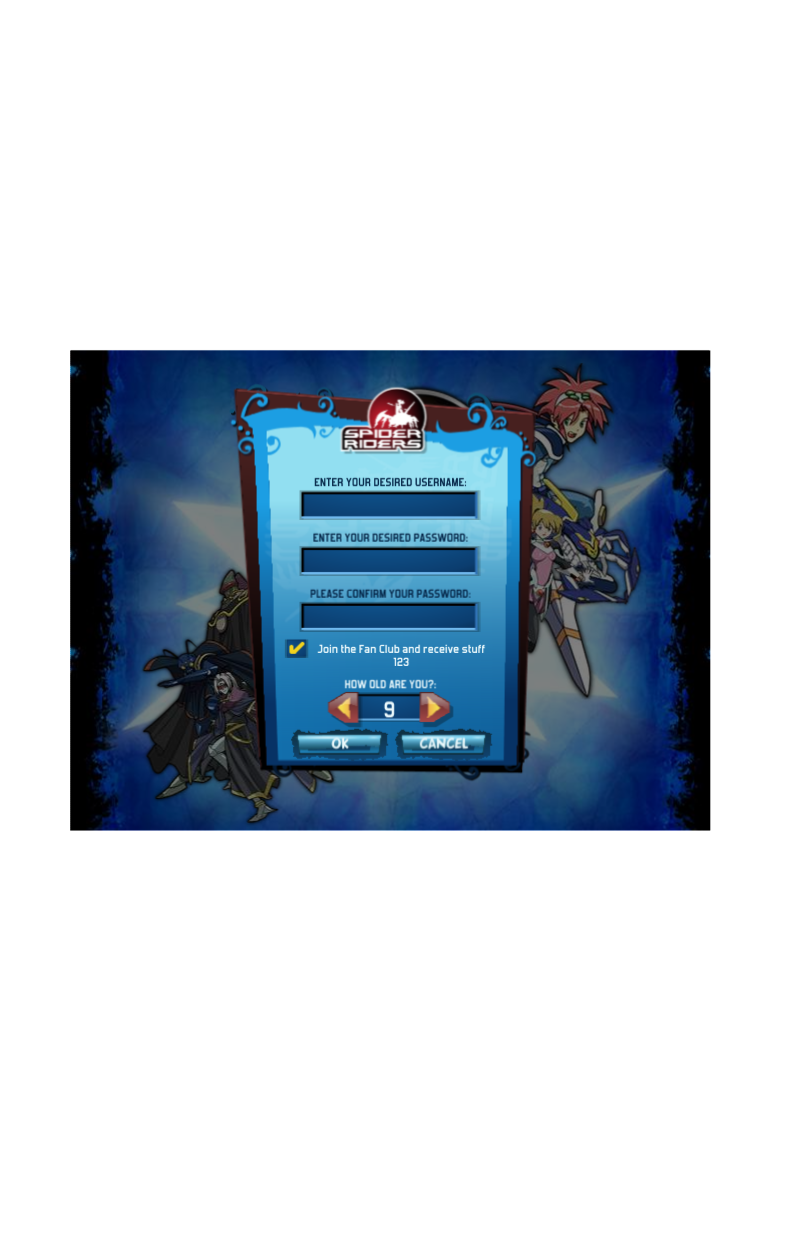 SPIDER
RIDERS
ENTER YOUR DESIRED USERNAME:
ENTER YOUR DESIRED PASSWORD:
PLEASE CONFIRM YOUR PASSWORD:
Join the Fan Club and receive stuff
123
HOW OLD ARE YOU?:
9
OK CANCEL